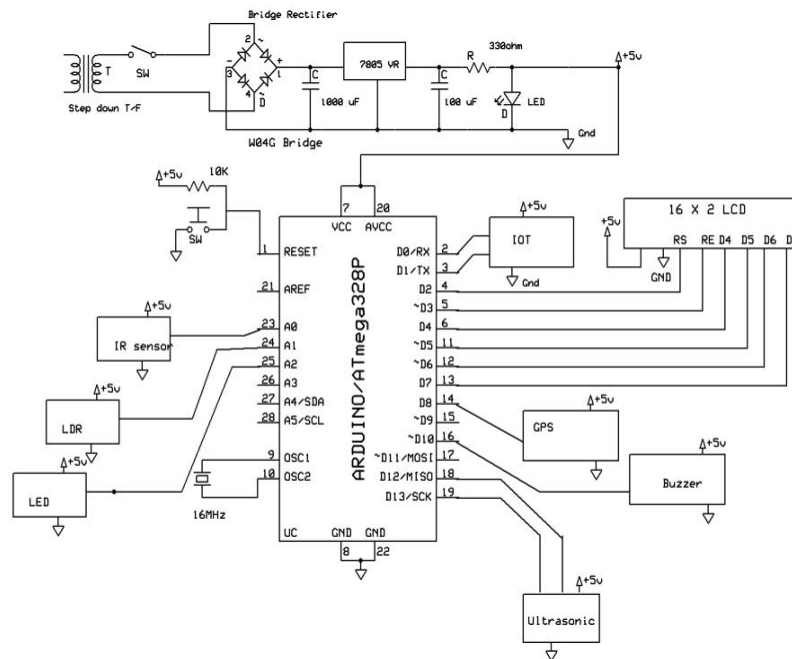 Bridge Rectifier
2 ~
- +
3 1
4 ~
D
T
SW
Step down T/F
W04G Bridge
C
1000 uF
7805 VR
C
100 uF
R
330ohm
+5v
D
LED
Gnd
10K
+5v
SW
7 20
VCC AVCC
ARDUINO/ATmega328P
1 RESET
21 AREF
23 A0
24 A1
25 A2
26 A3
27 A4/SDA
28 A5/SCL
9 OSC1
10 OSC2
16MHz
UC GND GND
8 22
D0/RX 2
D1/TX 3
D2 4
~D3 5
D4 6
~D5 11
~D6 12
D7 13
D8 14
~D9 15
~D10 16
~D11/MOSI 17
D12/MISO 18
D13/SCK 19
+5v
IOT
Gnd
16 X 2 LCD
RS RE D4 D5 D6 D
+5v
GND
+5v
IR sensor
+5v
LDR
+5v
LED
+5v
GPS
+5v
Buzzer
+5v
Ultrasonic